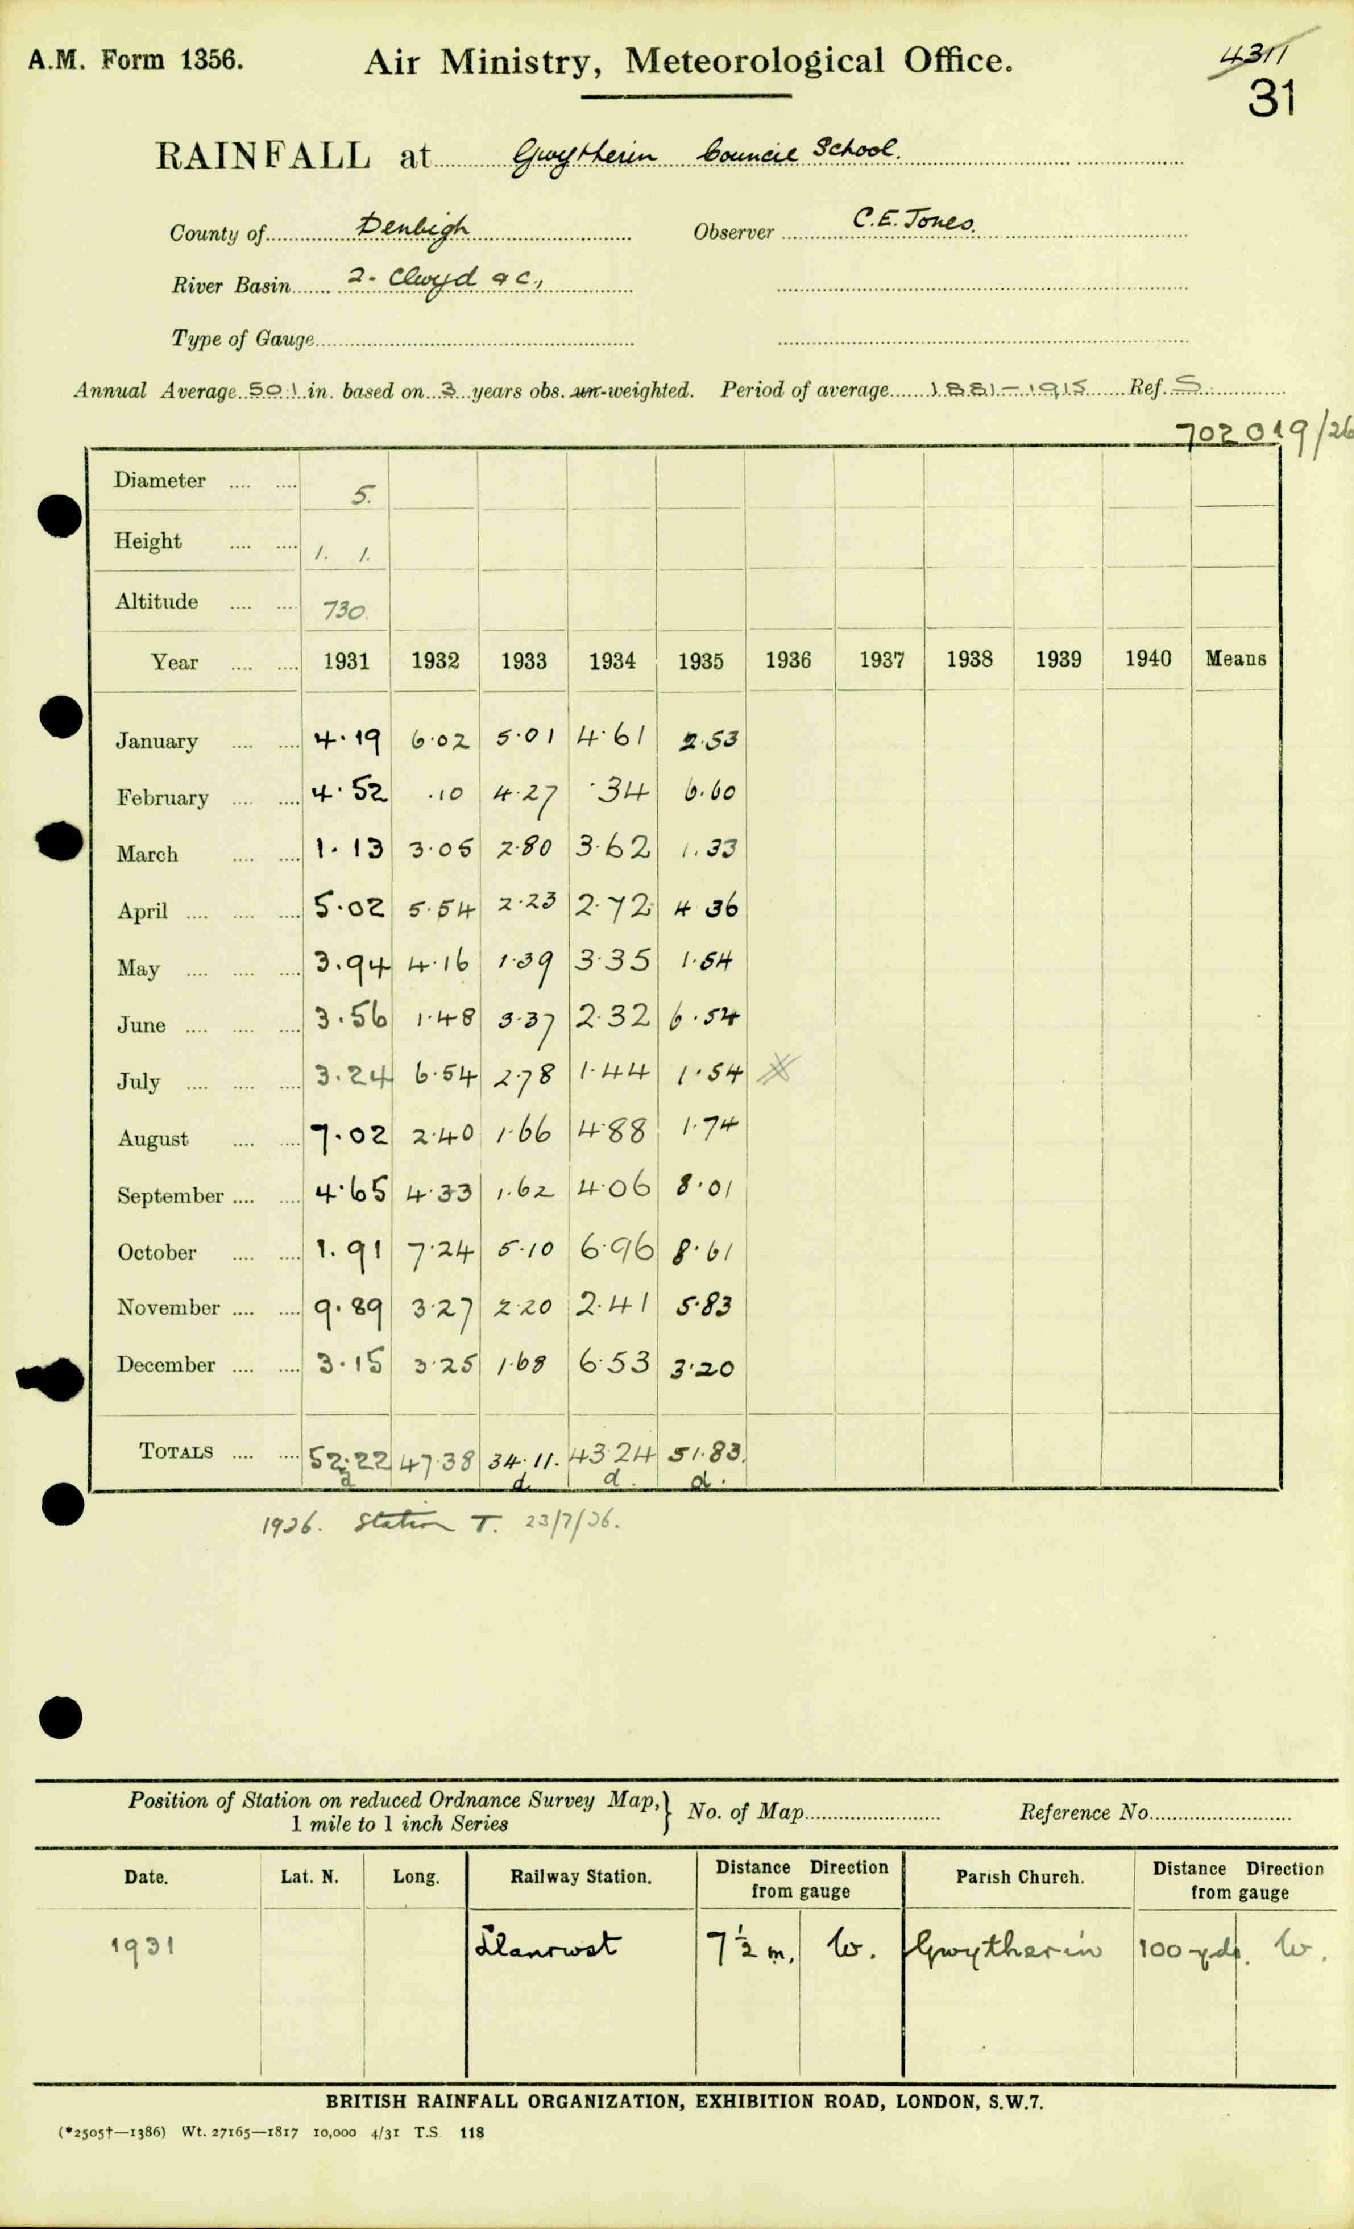 A.M. Form 1356. Air Ministry, Meteorological Office. 4311
31
RAINFALL at Gwytherin Council School.
County of Denbigh Observer C.E. Jones.
River Basin 2. Clwyd & C,
Type of Gauge
Annual Average 50.1 in. based on 3 years obs. un-weighted. Period of average 1881-1915 Ref. S.
702019/26
Diameter 5.
Height 1. 1.
Altitude 730
Year 1931 1932 1933 1934 1935 1936 1937 1938 1939 1940 Means
January 4.19 6.02 5.01 4.61 2.53
February 4.52 .10 4.27 .34 6.60
March 1.13 3.05 2.80 3.62 1.33
April 5.02 5.54 2.23 2.72 4.36
May 3.94 4.16 1.39 3.35 1.54
June 3.56 1.48 3.37 2.32 6.54
July 3.24 6.54 2.78 1.44 1.54
August 7.02 2.40 1.66 4.88 1.74
September 4.65 4.33 1.62 4.06 8.01
October 1.91 7.24 5.10 6.96 8.61
November 9.89 3.27 2.20 2.41 5.83
December 3.15 3.25 1.68 6.53 3.20
TOTALS 52.22 47.38 34.11. 43.24 51.83.
d d. d. d.
1936. Station T. 23/7/36.
Position of Station on reduced Ordnance Survey Map,} No. of Map Reference No.
1 mile to 1 inch Series
Date. Lat. N. Long. Railway Station. Distance Direction from gauge Parish Church. Distance Direction from gauge
1931 Llanrwst 7½ m. W. Gwytherin 100 yds. W.
BRITISH RAINFALL ORGANIZATION, EXHIBITION ROAD, LONDON, S.W.7.
(*2505†—1386) Wt. 27165—1817 10,000 4/31 T.S. 118